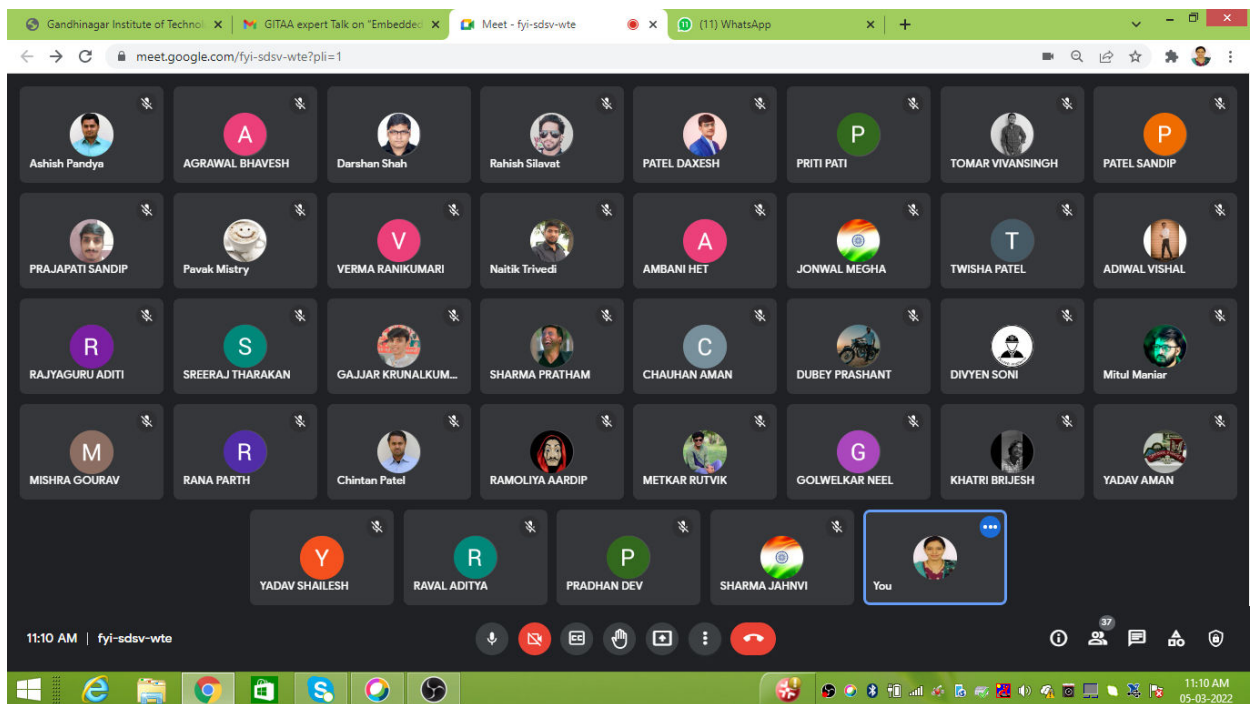 Gandhinagar Institute of Technol
GITAA expert Talk on "Embedded
Meet - fyi-sdsv-wte
(11) WhatsApp
meet.google.com/fyi-sdsv-wte?pli=1
Ashish Pandya
A
AGRAWAL BHAVESH
Darshan Shah
Rahish Silavat
PATEL DAXESH
P
PRITI PATI
TOMAR VIVANSINGH
P
PATEL SANDIP
PRAJAPATI SANDIP
Pavak Mistry
V
VERMA RANIKUMARI
Naitik Trivedi
A
AMBANI HET
JONWAL MEGHA
T
TWISHA PATEL
ADIWAL VISHAL
R
RAJYAGURU ADITI
S
SREERAJ THARAKAN
GAJJAR KRUNALKUM...
SHARMA PRATHAM
C
CHAUHAN AMAN
DUBEY PRASHANT
DIVYEN SONI
Mitul Maniar
M
MISHRA GOURAV
R
RANA PARTH
Chintan Patel
RAMOLIYA AARDIP
METKAR RUTVIK
G
GOLWELKAR NEEL
KHATRI BRIJESH
YADAV AMAN
Y
YADAV SHAILESH
R
RAVAL ADITYA
P
PRADHAN DEV
SHARMA JAHNVI
You
11:10 AM | fyi-sdsv-wte
37
11:10 AM
05-03-2022